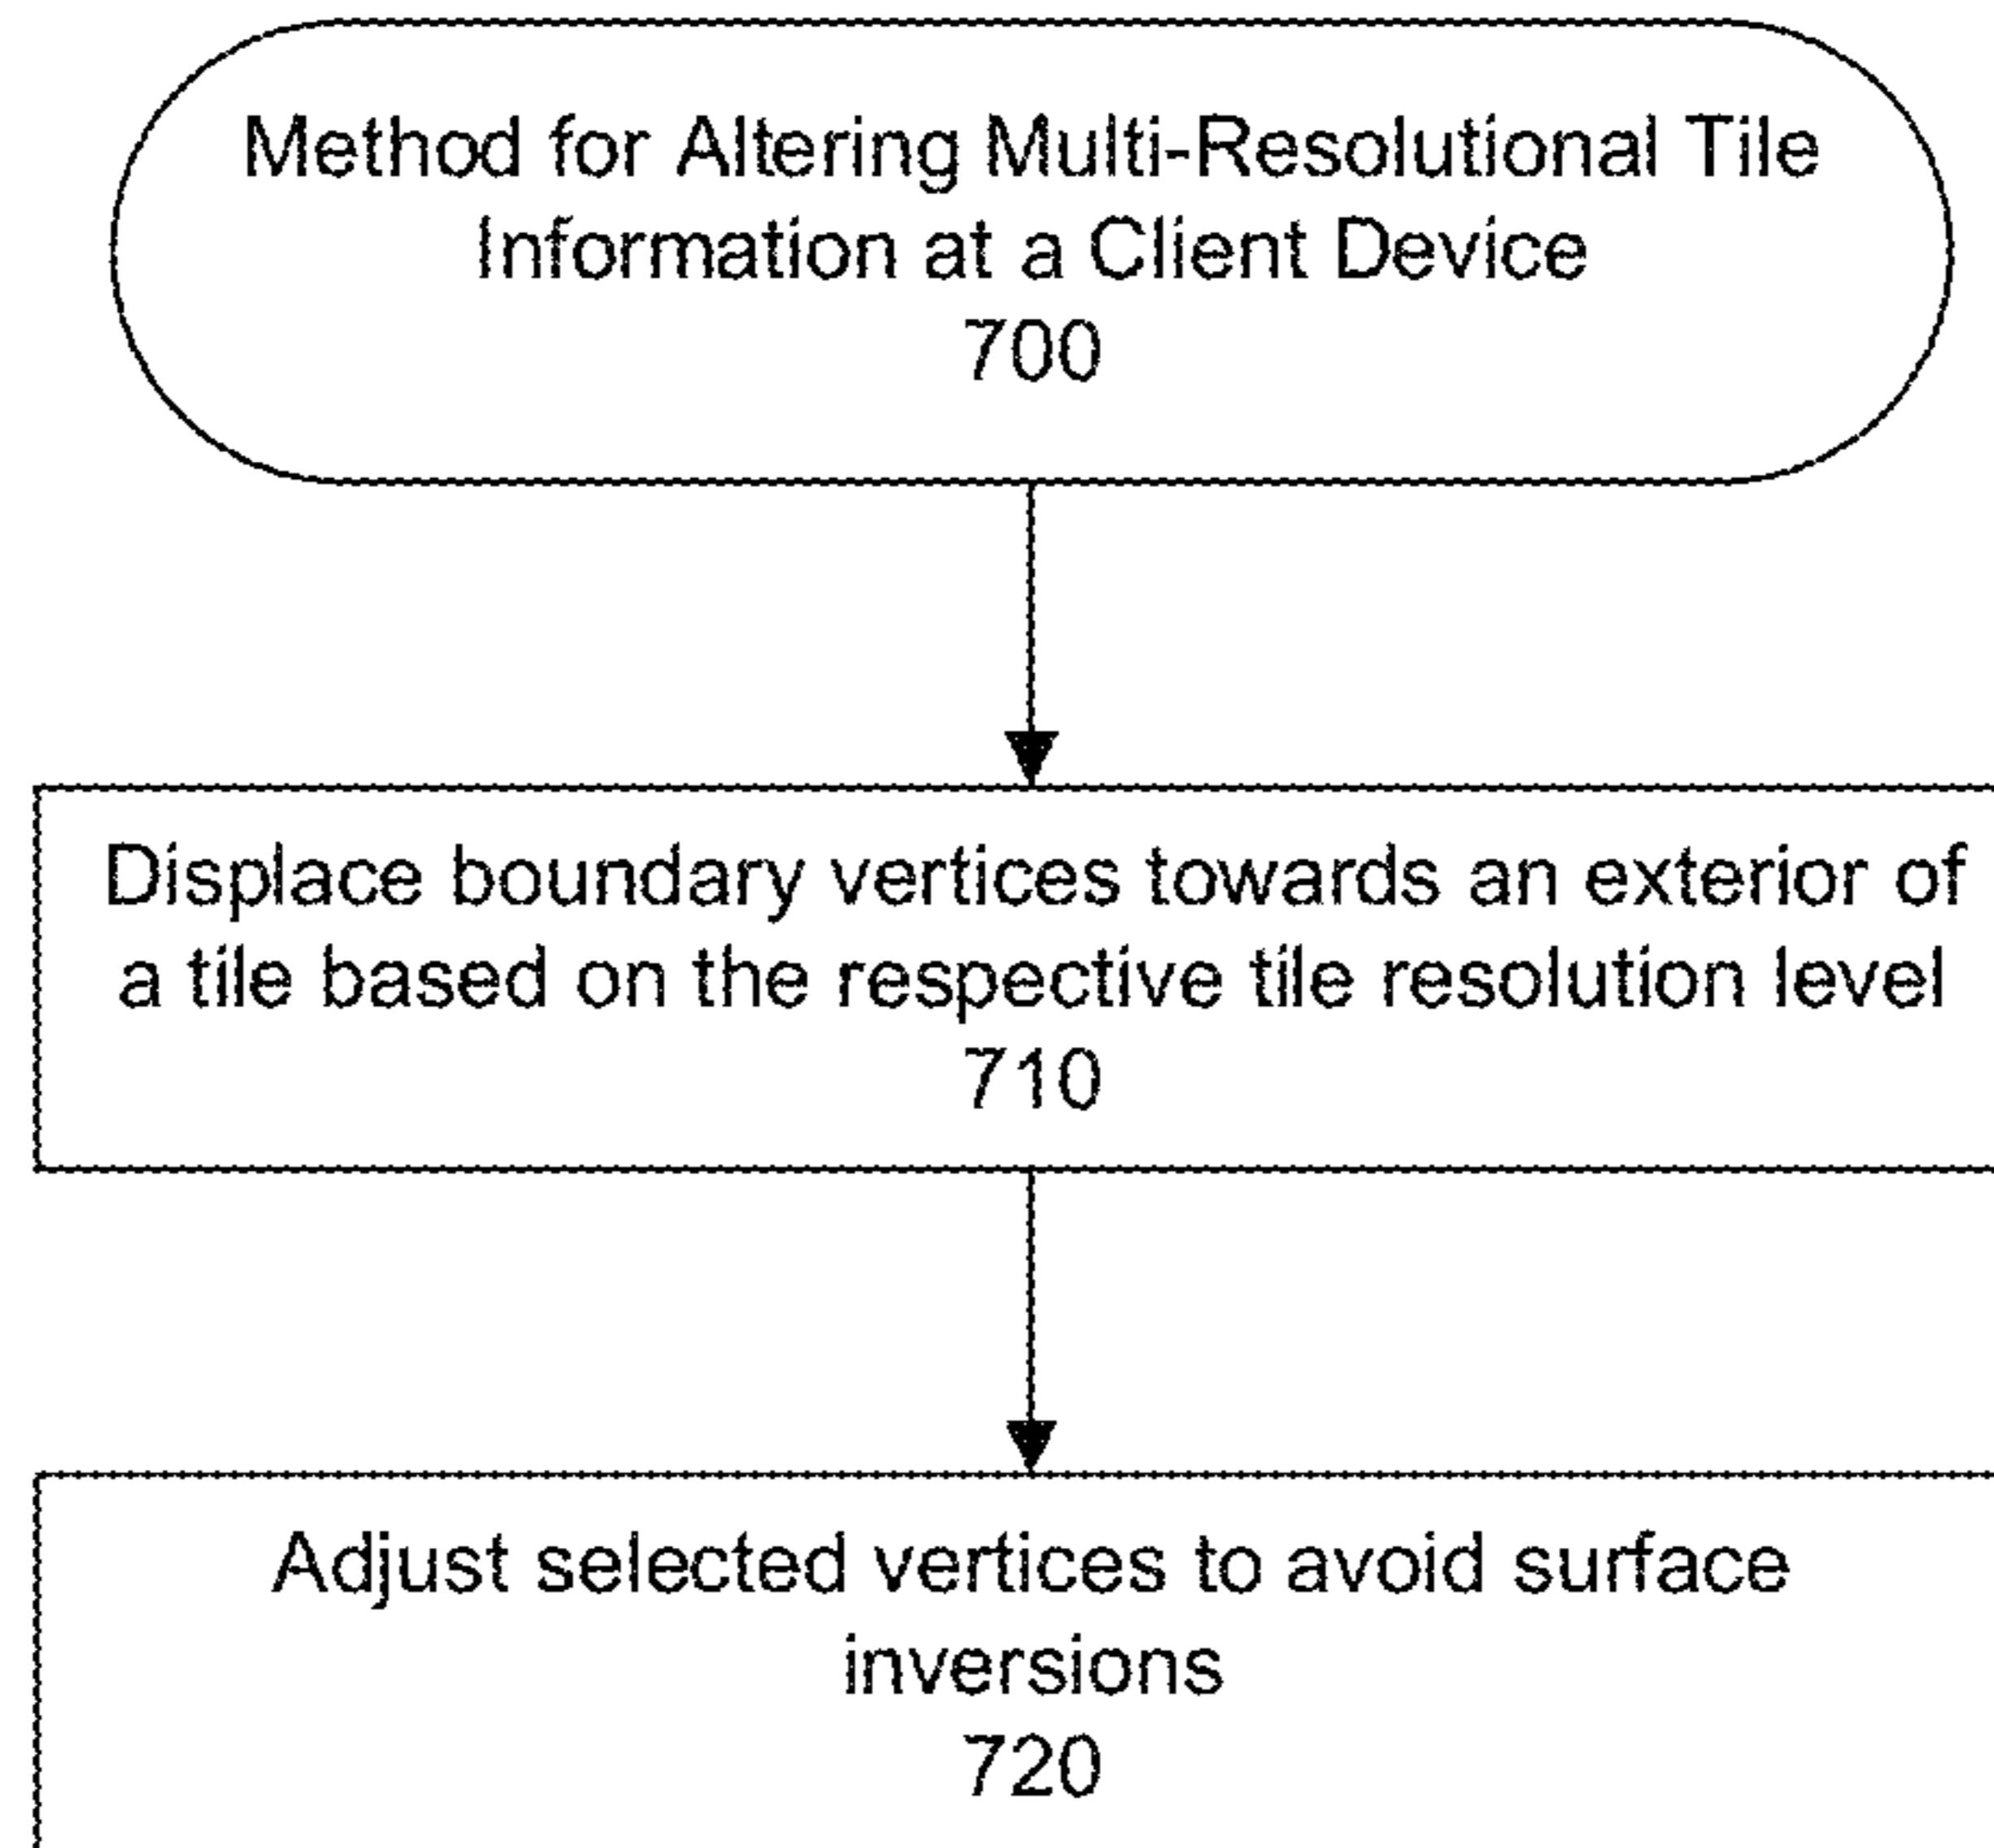 Method for Altering Multi-Resolutional Tile
Information at a Client Device
700
Displace boundary vertices towards an exterior of
a tile based on the respective tile resolution level
710
Adjust selected vertices to avoid surface
inversions
720